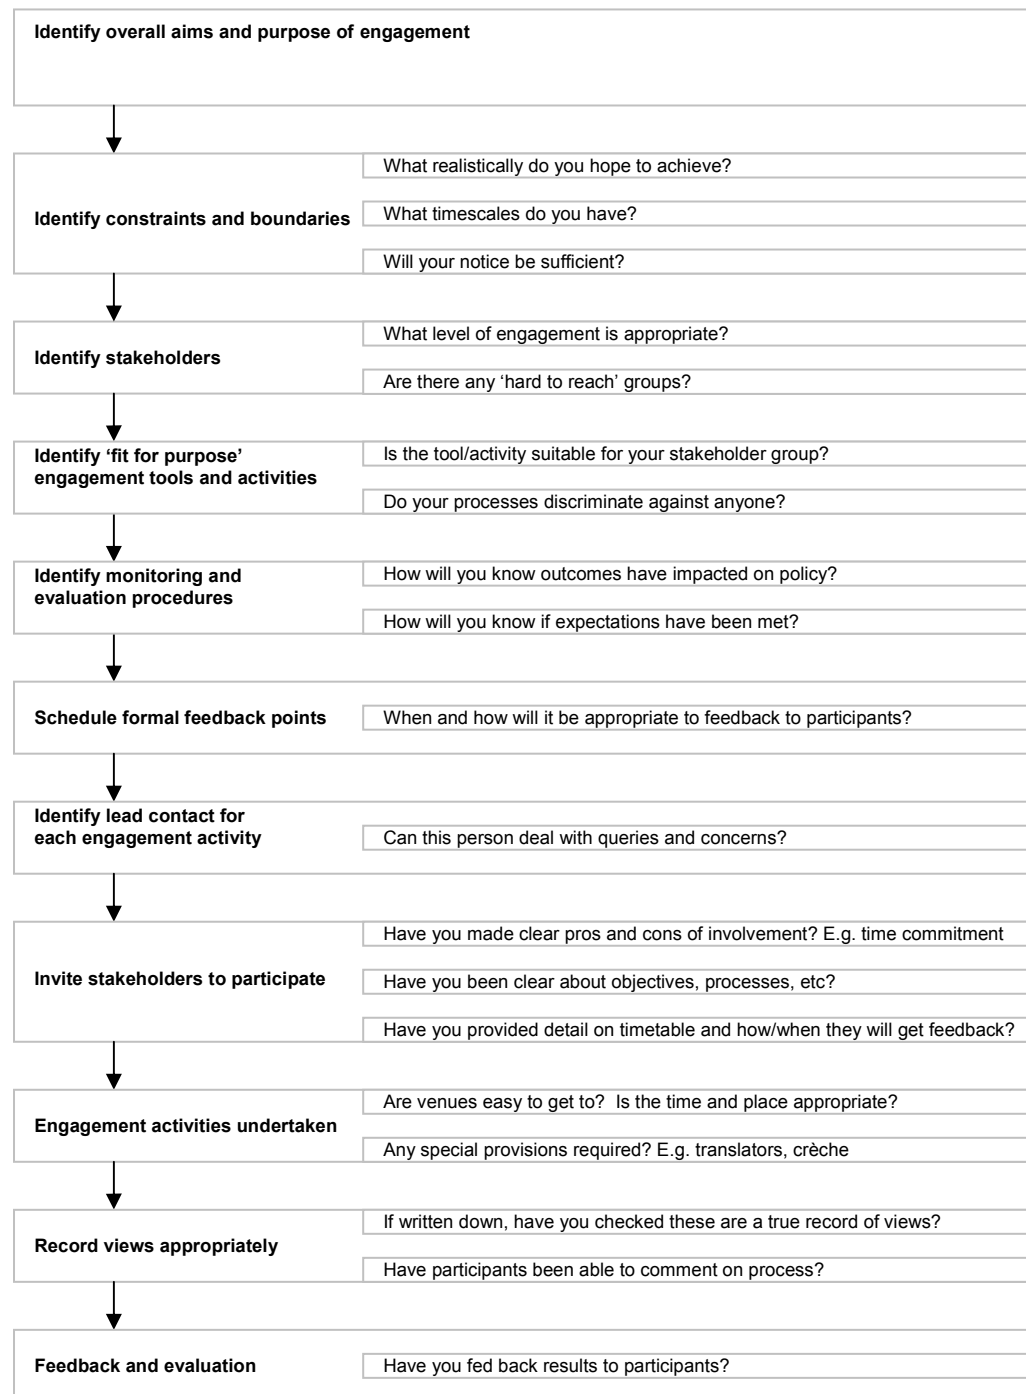 Identify overall aims and purpose of engagement
What realistically do you hope to achieve?
Identify constraints and boundaries
What timescales do you have?
Will your notice be sufficient?
What level of engagement is appropriate?
Identify stakeholders
Are there any ‘hard to reach’ groups?
Identify ‘fit for purpose’
engagement tools and activities
Is the tool/activity suitable for your stakeholder group?
Do your processes discriminate against anyone?
Identify monitoring and
evaluation procedures
How will you know outcomes have impacted on policy?
How will you know if expectations have been met?
Schedule formal feedback points
When and how will it be appropriate to feedback to participants?
Identify lead contact for
each engagement activity
Can this person deal with queries and concerns?
Have you made clear pros and cons of involvement? E.g. time commitment
Invite stakeholders to participate
Have you been clear about objectives, processes, etc?
Have you provided detail on timetable and how/when they will get feedback?
Are venues easy to get to?  Is the time and place appropriate?
Engagement activities undertaken
Any special provisions required? E.g. translators, crèche
If written down, have you checked these are a true record of views?
Record views appropriately
Have participants been able to comment on process?
Feedback and evaluation
Have you fed back results to participants?